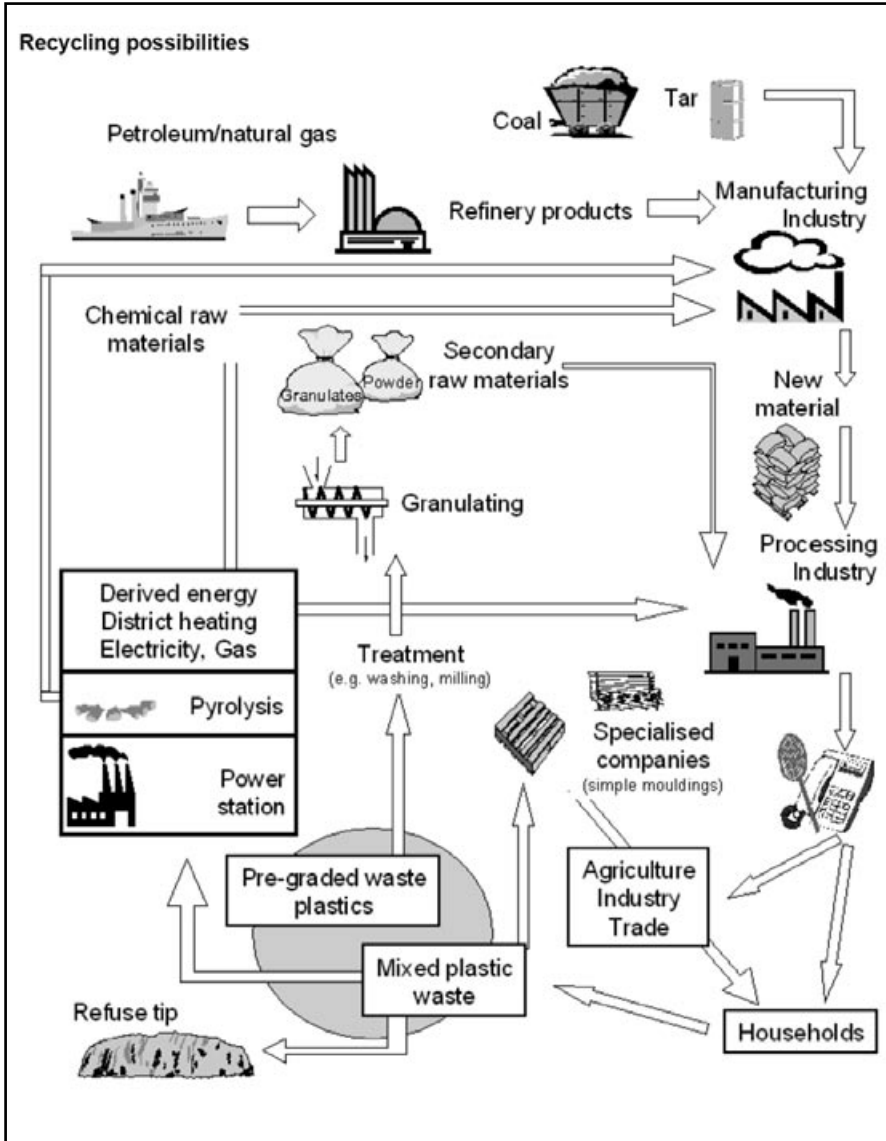 Recycling possibilities
Coal
Tar
Petroleum/natural gas
Refinery products
Manufacturing
Industry
Chemical raw
materials
Granulates
Powder
Secondary
raw materials
New
material
Granulating
Processing
Industry
Derived energy
District heating
Electricity, Gas
Treatment
(e.g. washing, milling)
Pyrolysis
Specialised
companies
(simple mouldings)
Power
station
Pre-graded waste
plastics
Agriculture
Industry
Trade
Mixed plastic
waste
Refuse tip
Households